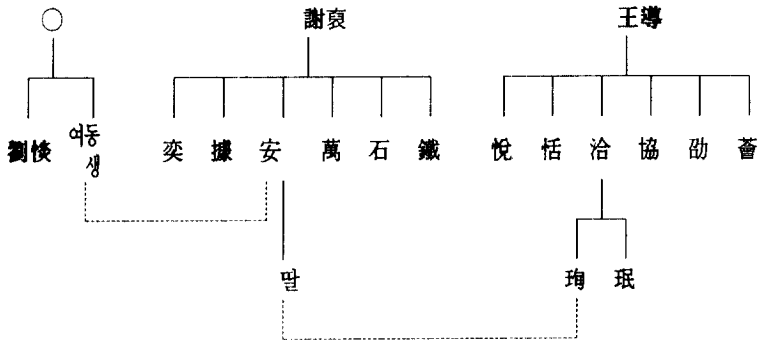 謝裒 王導
劉惔 여동생 奕 據 安 萬 石 鐵 悅 恬 洽 協 劭 薈
딸 珣 珉